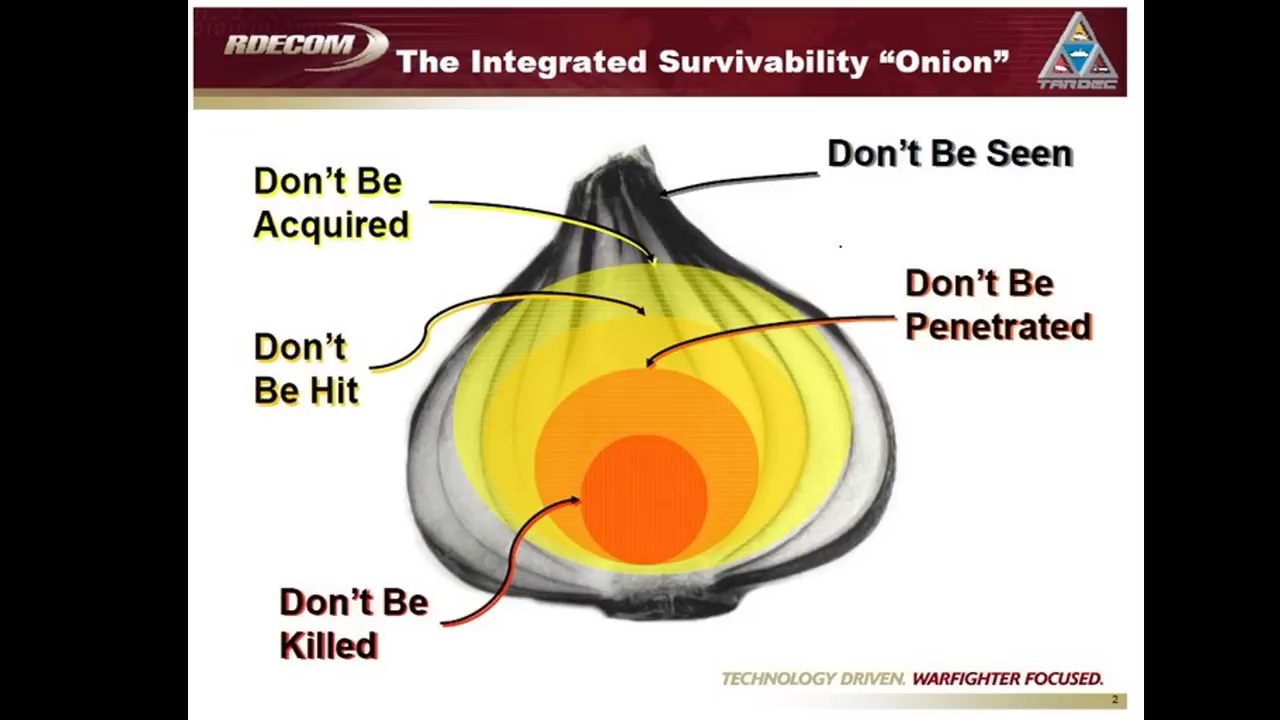 RDECOM
The Integrated Survivability “Onion”
TARDEC
Don’t Be Seen
Don’t Be
Acquired
Don’t Be
Penetrated
Don’t
Be Hit
Don’t Be
Killed
TECHNOLOGY DRIVEN. WARFIGHTER FOCUSED.
2